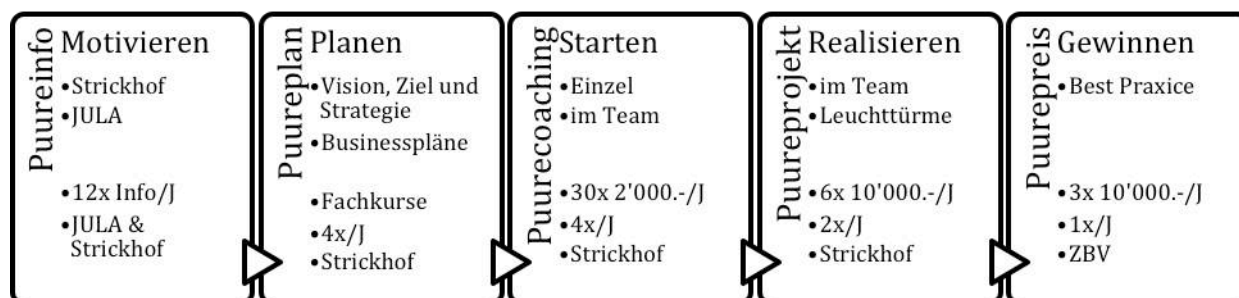 Puureinfo
Motivieren
•Strickhof
•JULA
•12x Info/J
•JULA &
Strickhof
Puureplan
Planen
•Vision, Ziel und
Strategie
•Businesspläne
•Fachkurse
•4x/J
•Strickhof
Puurecoaching
Starten
•Einzel
•im Team
•30x 2'000.-/J
•4x/J
•Strickhof
Puureprojekt
Realisieren
•im Team
•Leuchttürme
•6x 10'000.-/J
•2x/J
•Strickhof
Puurepreis
Gewinnen
•Best Praxice
•3x 10'000.-/J
•1x/J
•ZBV